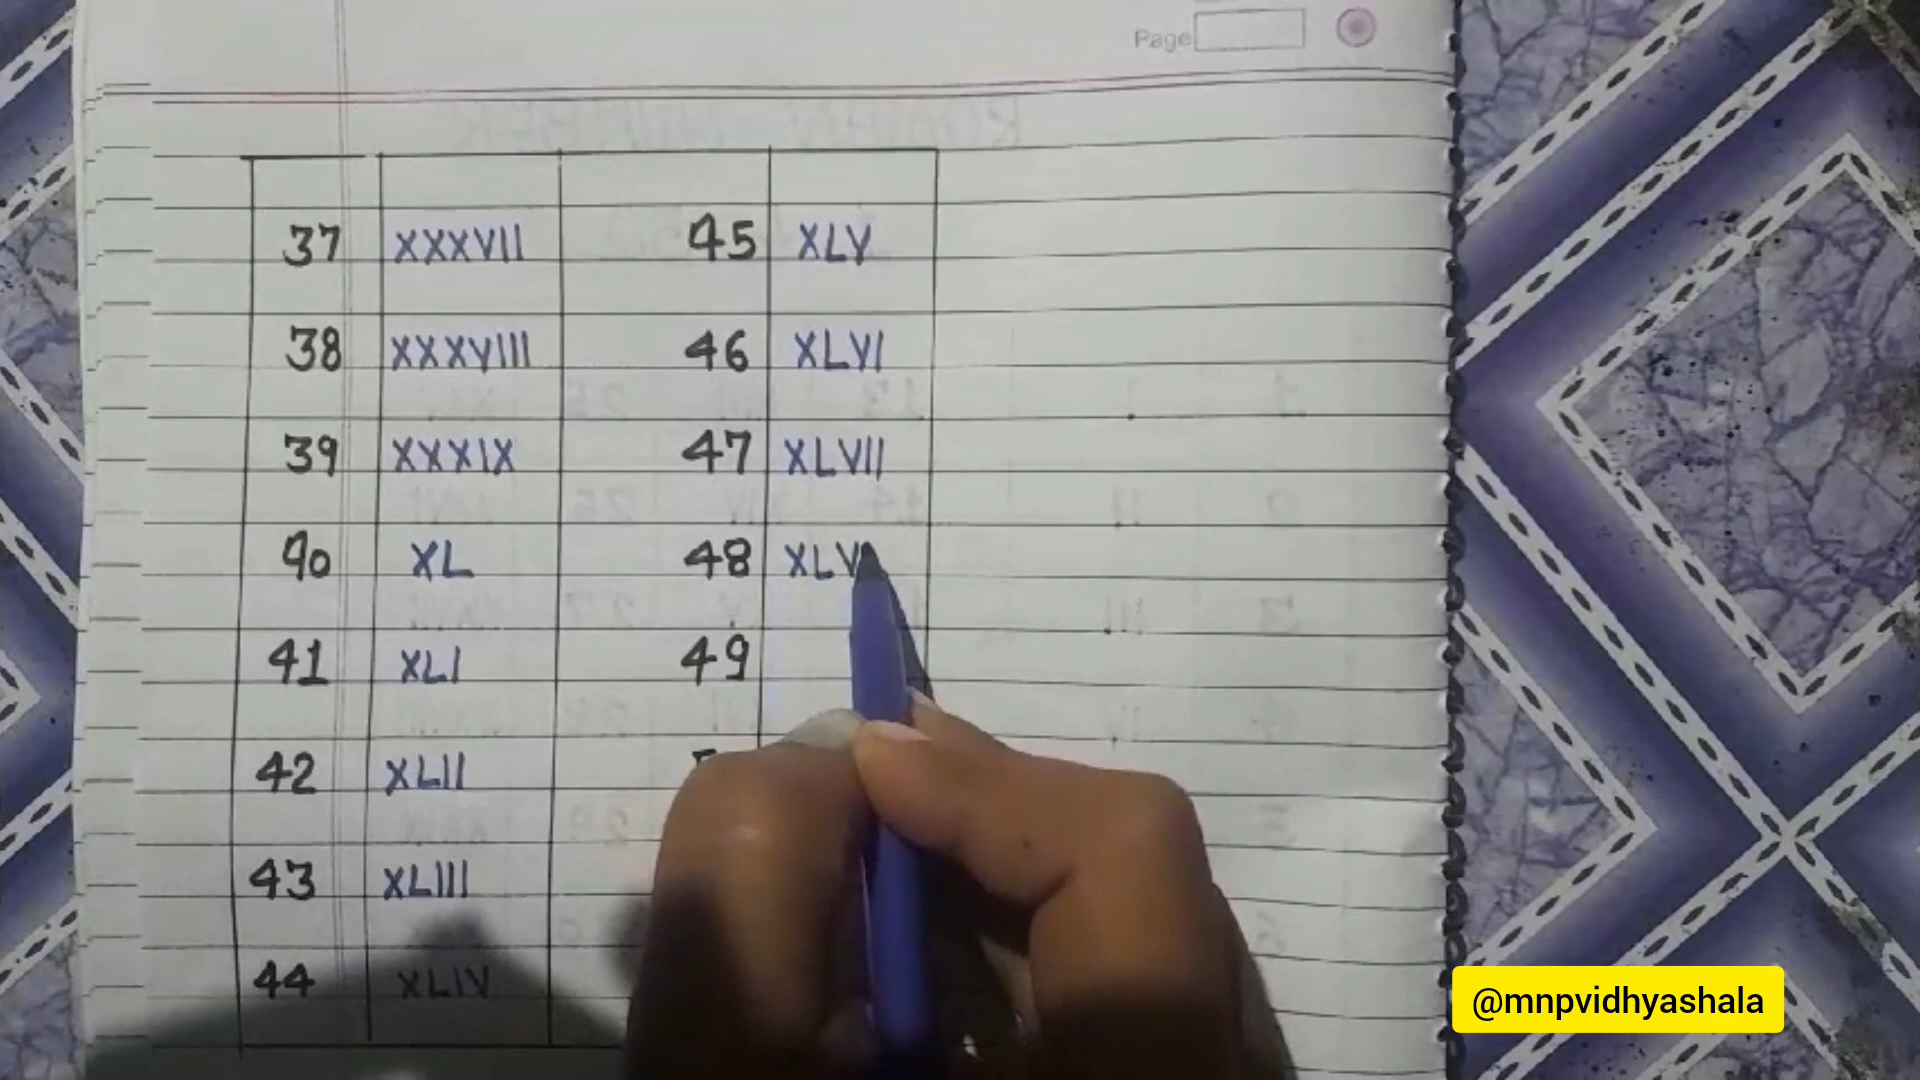 Page
37 XXXVII 45 XLV
38 XXXVIII 46 XLVI
39 XXXIX 47 XLVII
40 XL 48 XLV
41 XLI 49
42 XLII
43 XLIII
44 XLIV
@mnpvidhyashala